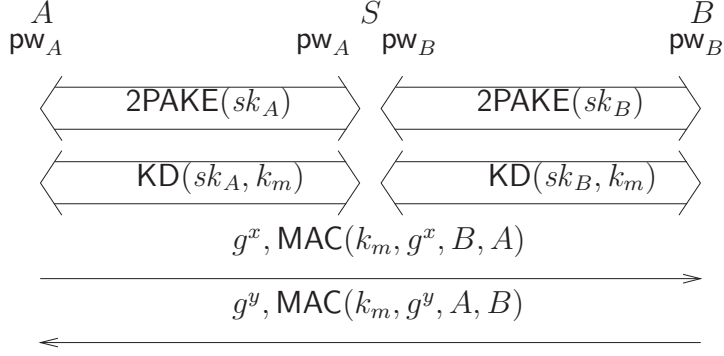 A S B
pw_A pw_A pw_B pw_B
2PAKE(sk_A) 2PAKE(sk_B)
KD(sk_A, k_m) KD(sk_B, k_m)
g^x, MAC(k_m, g^x, B, A)
g^y, MAC(k_m, g^y, A, B)